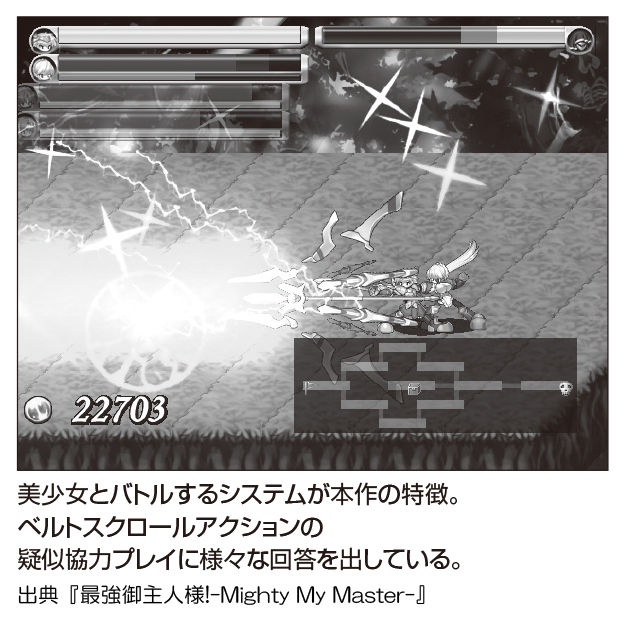 22703
美少女とバトルするシステムが本作の特徴。
ベルトスクロールアクションの
疑似協力プレイに様々な回答を出している。
出典『最強御主人様!-Mighty My Master-』